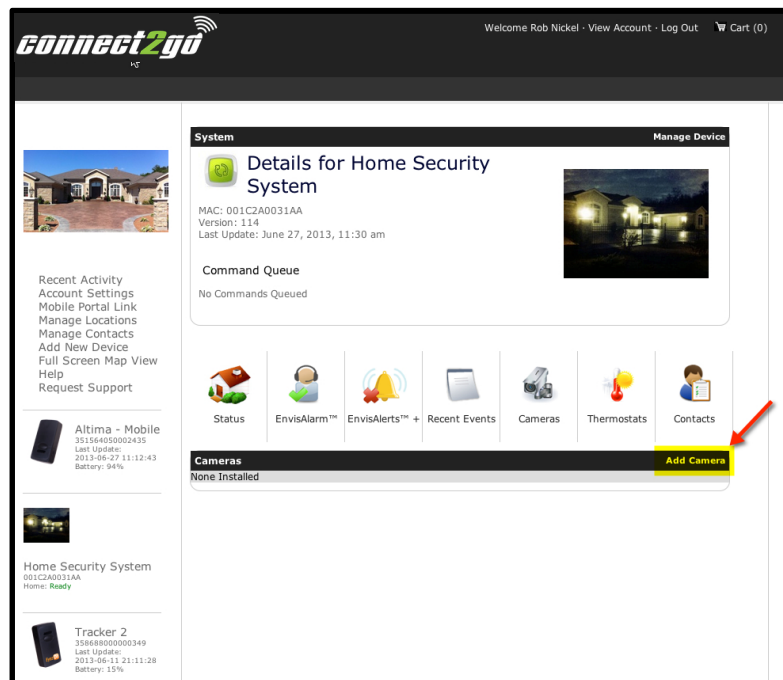 connect2go
Welcome Rob Nickel · View Account · Log Out Cart (0)
System Manage Device
Details for Home Security
System
MAC: 001C2A0031AA
Version: 114
Last Update: June 27, 2013, 11:30 am
Command Queue
No Commands Queued
Recent Activity
Account Settings
Mobile Portal Link
Manage Locations
Manage Contacts
Add New Device
Full Screen Map View
Help
Request Support
Status EnvisAlarm™ EnvisAlerts™ + Recent Events Cameras Thermostats Contacts
Altima - Mobile
351564050002435
Last Update:
2013-06-27 11:12:43
Battery: 94%
Cameras Add Camera
None Installed
Home Security System
001C2A0031AA
Home: Ready
Tracker 2
358688000000349
Last Update:
2013-06-11 21:11:28
Battery: 15%